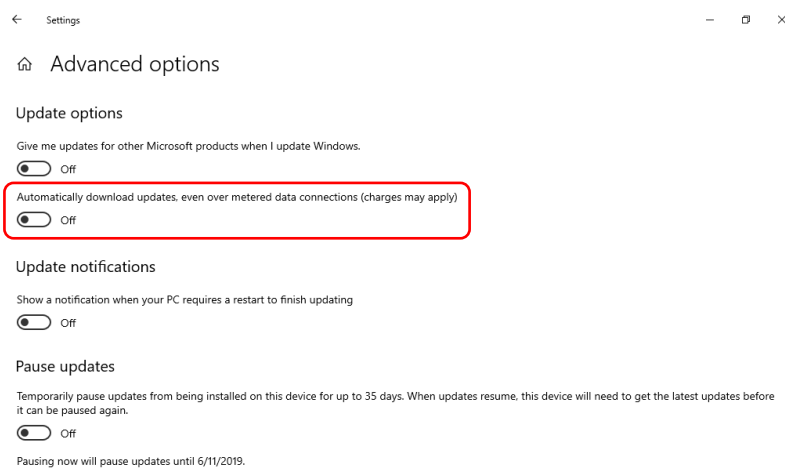 Settings
Advanced options
Update options
Give me updates for other Microsoft products when I update Windows.
Off
Automatically download updates, even over metered data connections (charges may apply)
Off
Update notifications
Show a notification when your PC requires a restart to finish updating
Off
Pause updates
Temporarily pause updates from being installed on this device for up to 35 days. When updates resume, this device will need to get the latest updates before
it can be paused again.
Off
Pausing now will pause updates until 6/11/2019.